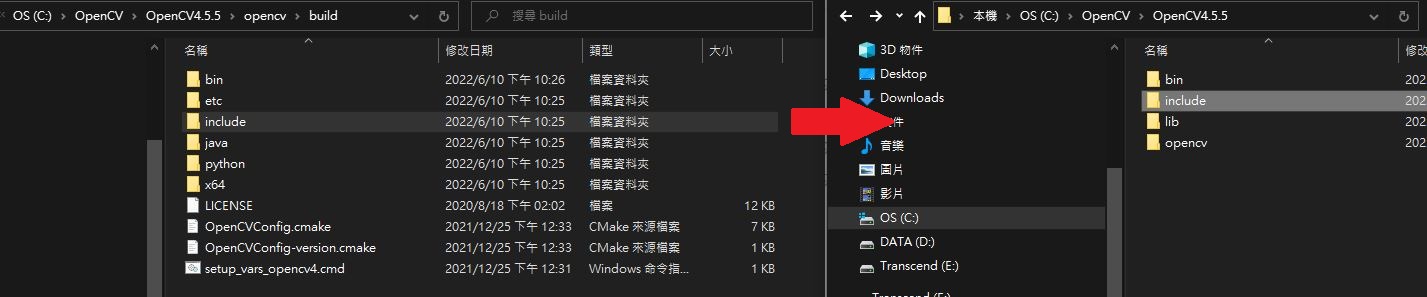 OS (C:) > OpenCV > OpenCV4.5.5 > opencv > build
搜尋 build
名稱 修改日期 類型 大小
bin 2022/6/10 下午 10:26 檔案資料夾
etc 2022/6/10 下午 10:25 檔案資料夾
include 2022/6/10 下午 10:25 檔案資料夾
java 2022/6/10 下午 10:25 檔案資料夾
python 2022/6/10 下午 10:25 檔案資料夾
x64 2022/6/10 下午 10:25 檔案資料夾
LICENSE 2020/8/18 下午 02:02 檔案 12 KB
OpenCVConfig.cmake 2021/12/25 下午 12:33 CMake 來源檔案 7 KB
OpenCVConfig-version.cmake 2021/12/25 下午 12:33 CMake 來源檔案 1 KB
setup_vars_opencv4.cmd 2021/12/25 下午 12:31 Windows 命令指... 1 KB
本機 > OS (C:) > OpenCV > OpenCV4.5.5
3D 物件
Desktop
Downloads
件
音樂
圖片
影片
OS (C:)
DATA (D:)
Transcend (E:)
名稱 修改
bin 202
include 202
lib 202
opencv 202